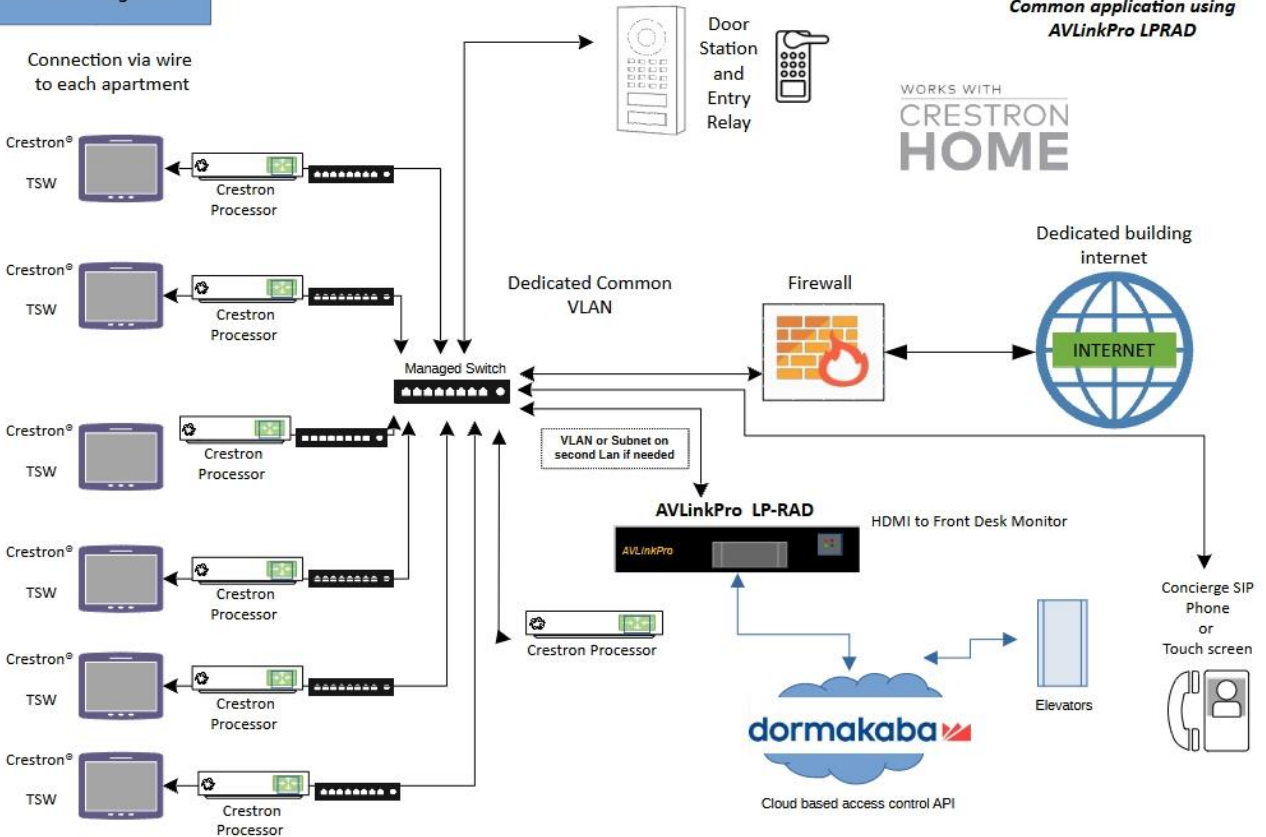 Common application using
AVLinkPro LPRAD
Connection via wire
to each apartment
Door
Station
and
Entry
Relay
WORKS WITH
CRESTRON
HOME
Crestron®
TSW
Crestron
Processor
Crestron®
TSW
Crestron
Processor
Dedicated Common
VLAN
Firewall
Dedicated building
internet
INTERNET
Managed Switch
Crestron®
TSW
Crestron
Processor
VLAN or Subnet on
second Lan if needed
AVLinkPro LP-RAD
AVLinkPro
HDMI to Front Desk Monitor
Crestron®
TSW
Crestron
Processor
Crestron Processor
Concierge SIP
Phone
or
Touch screen
Crestron®
TSW
Crestron
Processor
Elevators
dormakaba
Cloud based access control API
Crestron®
TSW
Crestron
Processor